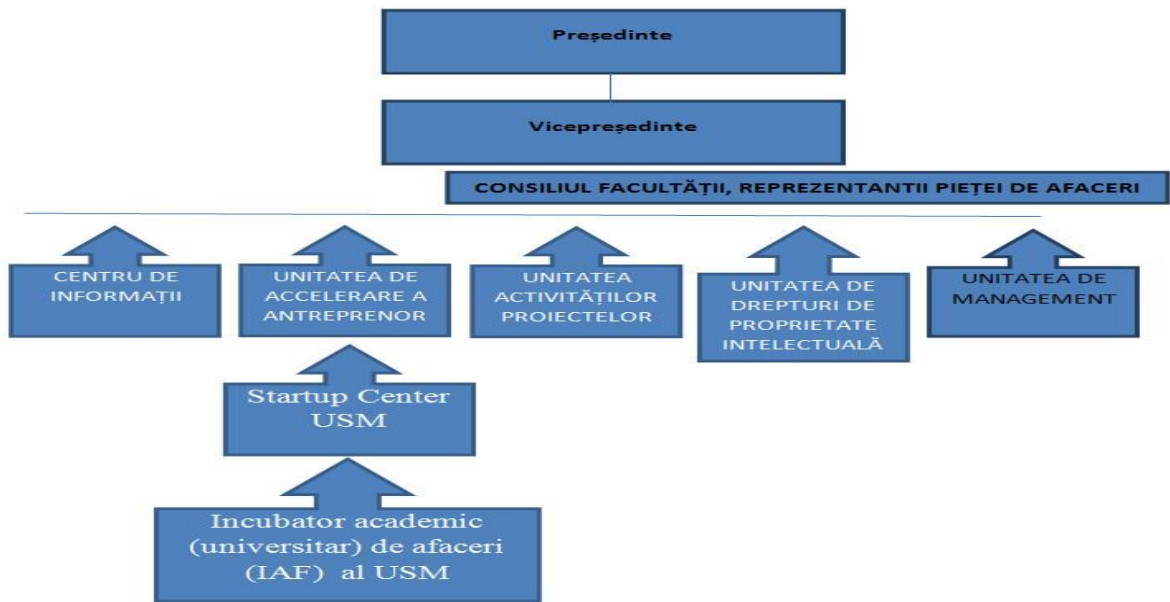 Președinte
Vicepreședinte
CONSILIUL FACULTĂȚII, REPREZENTANTII PIEȚEI DE AFACERI
CENTRU DE
INFORMAȚII
UNITATEA DE
ACCELERARE A
ANTREPRENOR
UNITATEA
ACTIVITĂȚILOR
PROIECTELOR
UNITATEA DE
DREPTURI DE
PROPRIETATE
INTELECTUALĂ
UNITATEA DE
MANAGEMENT
Startup Center
USM
Incubator academic
(universitar) de afaceri
(IAF) al USM